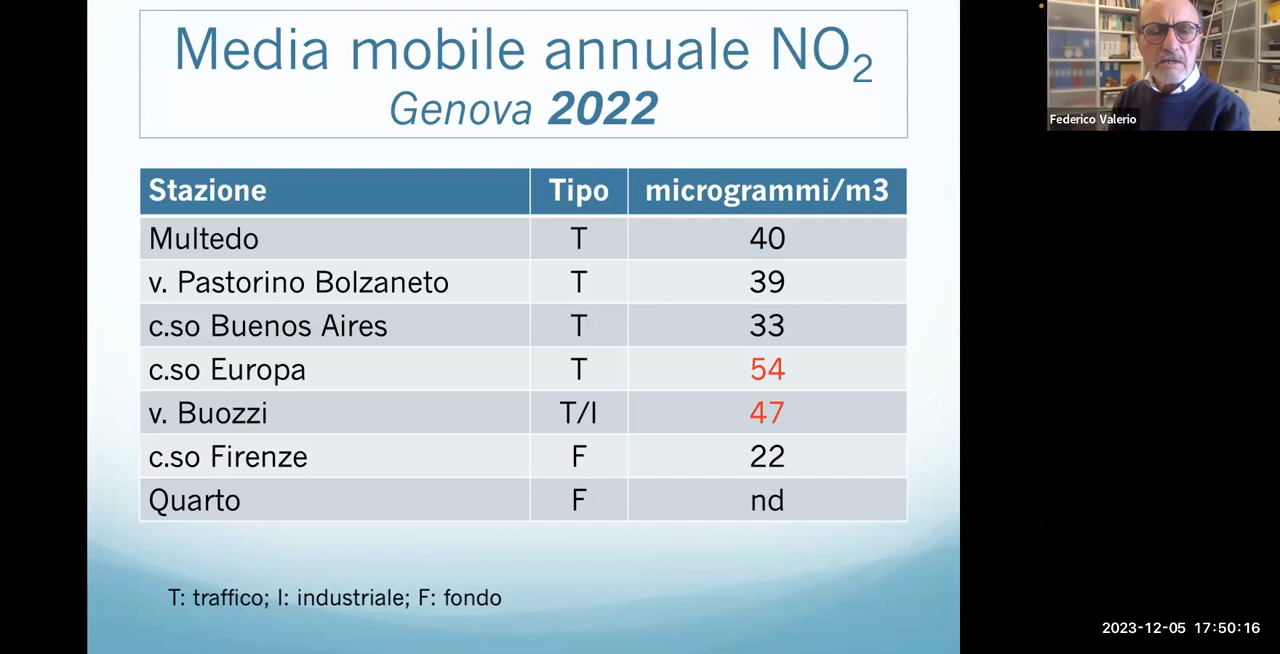 Media mobile annuale NO₂
Genova 2022
Stazione Tipo microgrammi/m3
Multedo T 40
v. Pastorino Bolzaneto T 39
c.so Buenos Aires T 33
c.so Europa T 54
v. Buozzi T/I 47
c.so Firenze F 22
Quarto F nd
T: traffico; I: industriale; F: fondo
Federico Valerio
2023-12-05 17:50:16